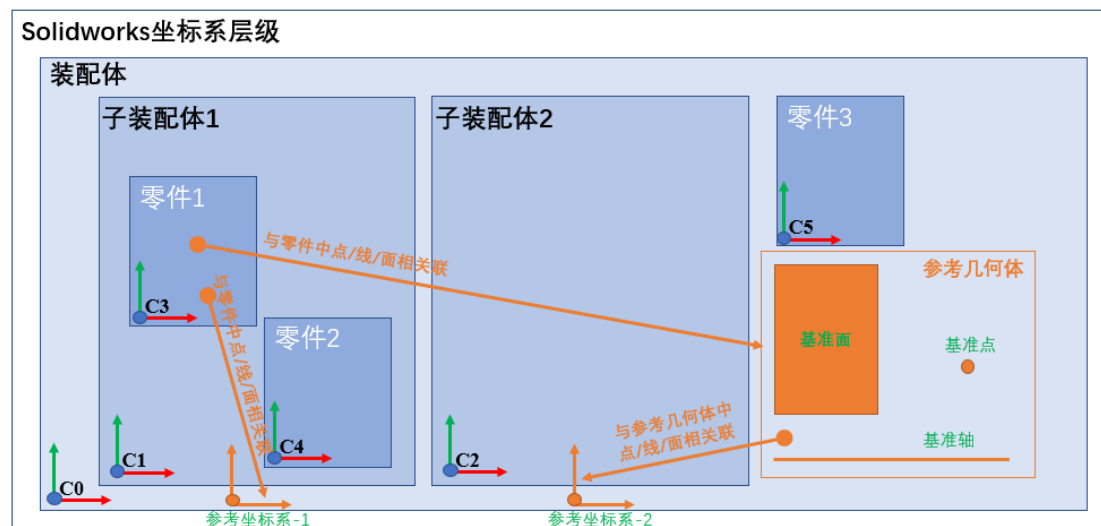 Solidworks坐标系层级
装配体
子装配体1
子装配体2
零件3
零件1
C5
与零件中点/线/面相关联
参考几何体
C3
与零件中点/线/面相关联
零件2
基准面
基准点
与参考几何体中
点/线/面相关联
基准轴
C4
C1
C2
C0
参考坐标系-1
参考坐标系-2